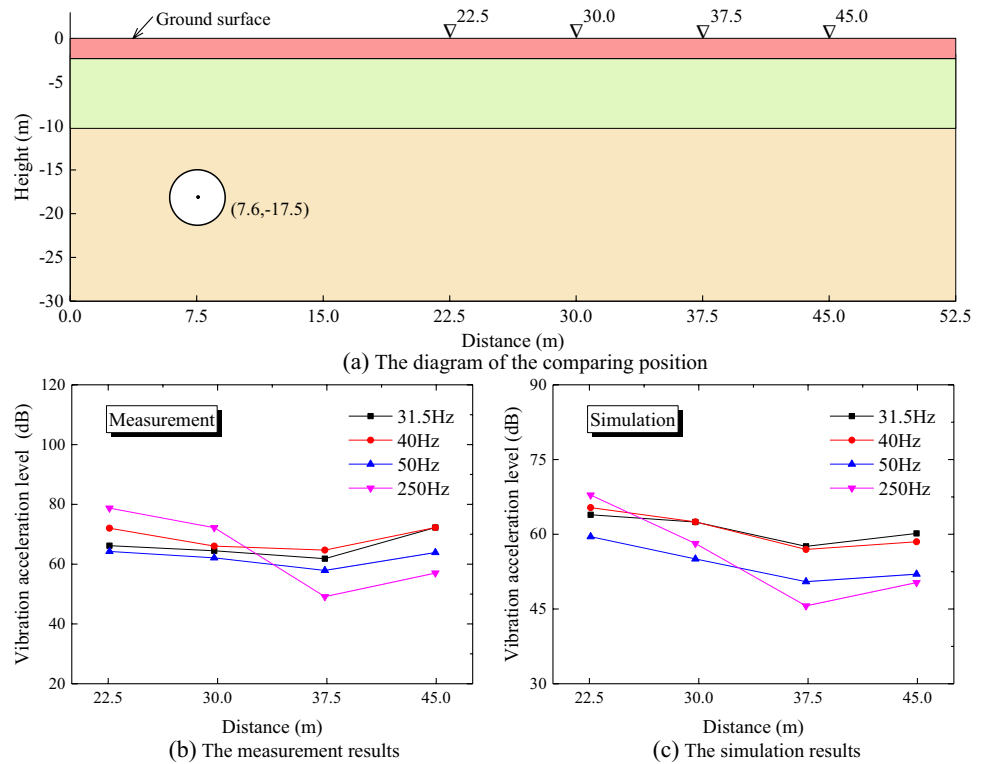 Ground surface
22.5 30.0 37.5 45.0
0
-5
-10
-15
-20
-25
-30
Height (m)
(7.6,-17.5)
0.0 7.5 15.0 22.5 30.0 37.5 45.0 52.5
Distance (m)
(a) The diagram of the comparing position
120
100
80
60
40
20
Vibration acceleration level (dB)
Measurement
31.5Hz
40Hz
50Hz
250Hz
22.5 30.0 37.5 45.0
Distance (m)
(b) The measurement results
90
75
60
45
30
Vibration acceleration level (dB)
Simulation
31.5Hz
40Hz
50Hz
250Hz
22.5 30.0 37.5 45.0
Distance (m)
(c) The simulation results